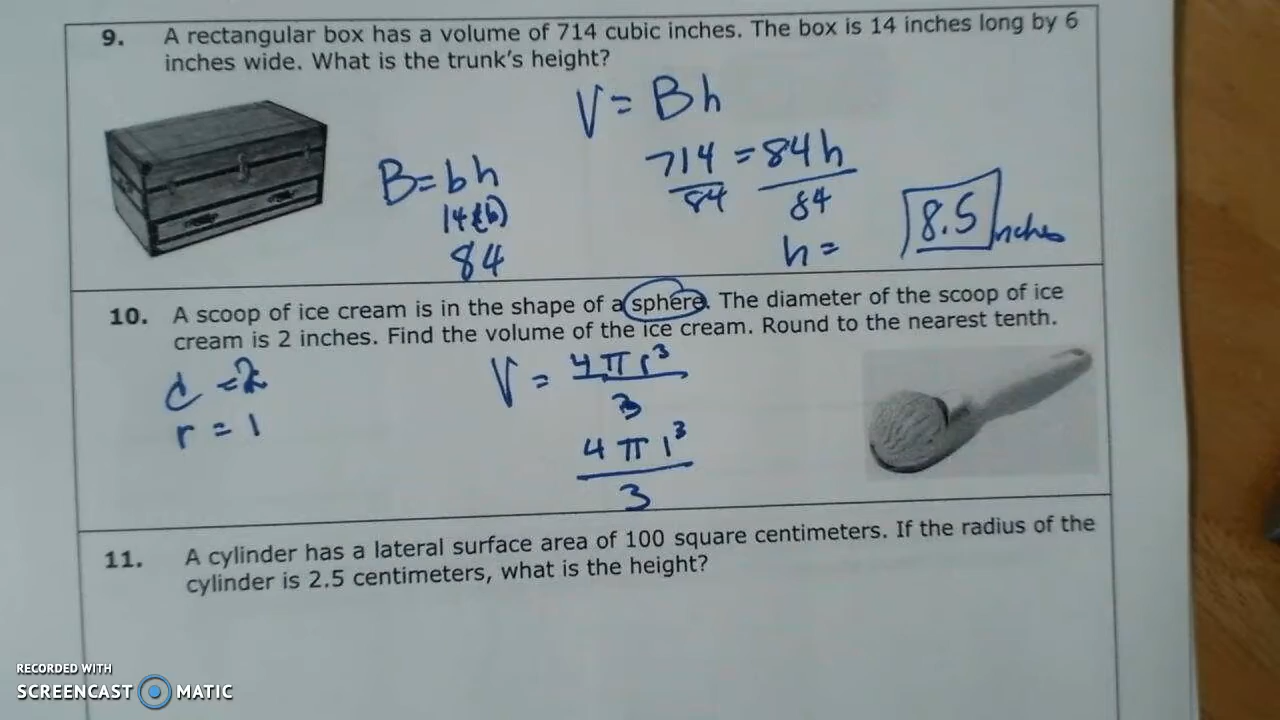 9. A rectangular box has a volume of 714 cubic inches. The box is 14 inches long by 6
inches wide. What is the trunk's height?
V = Bh
B = bh
14(6)
84
714 = 84h
84 84
h =
8.5 inches
10. A scoop of ice cream is in the shape of a sphere. The diameter of the scoop of ice
cream is 2 inches. Find the volume of the ice cream. Round to the nearest tenth.
d = 2
r = 1
V = 4πr³
3
4π1³
3
11. A cylinder has a lateral surface area of 100 square centimeters. If the radius of the
cylinder is 2.5 centimeters, what is the height?
RECORDED WITH
SCREENCAST MATIC